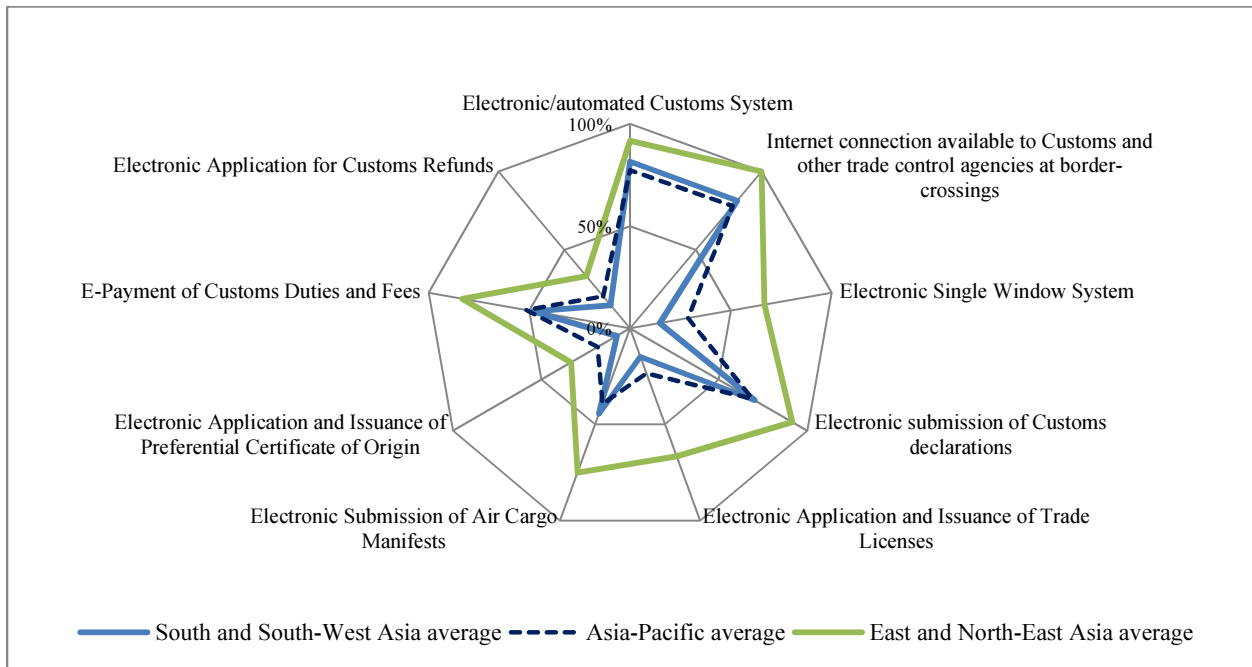 Electronic/automated Customs System
100%
Internet connection available to Customs and
other trade control agencies at border-
crossings
Electronic Application for Customs Refunds
50%
E-Payment of Customs Duties and Fees
Electronic Single Window System
0%
Electronic Application and Issuance of
Preferential Certificate of Origin
Electronic submission of Customs
declarations
Electronic Submission of Air Cargo
Manifests
Electronic Application and Issuance of Trade
Licenses
South and South-West Asia average
Asia-Pacific average
East and North-East Asia average